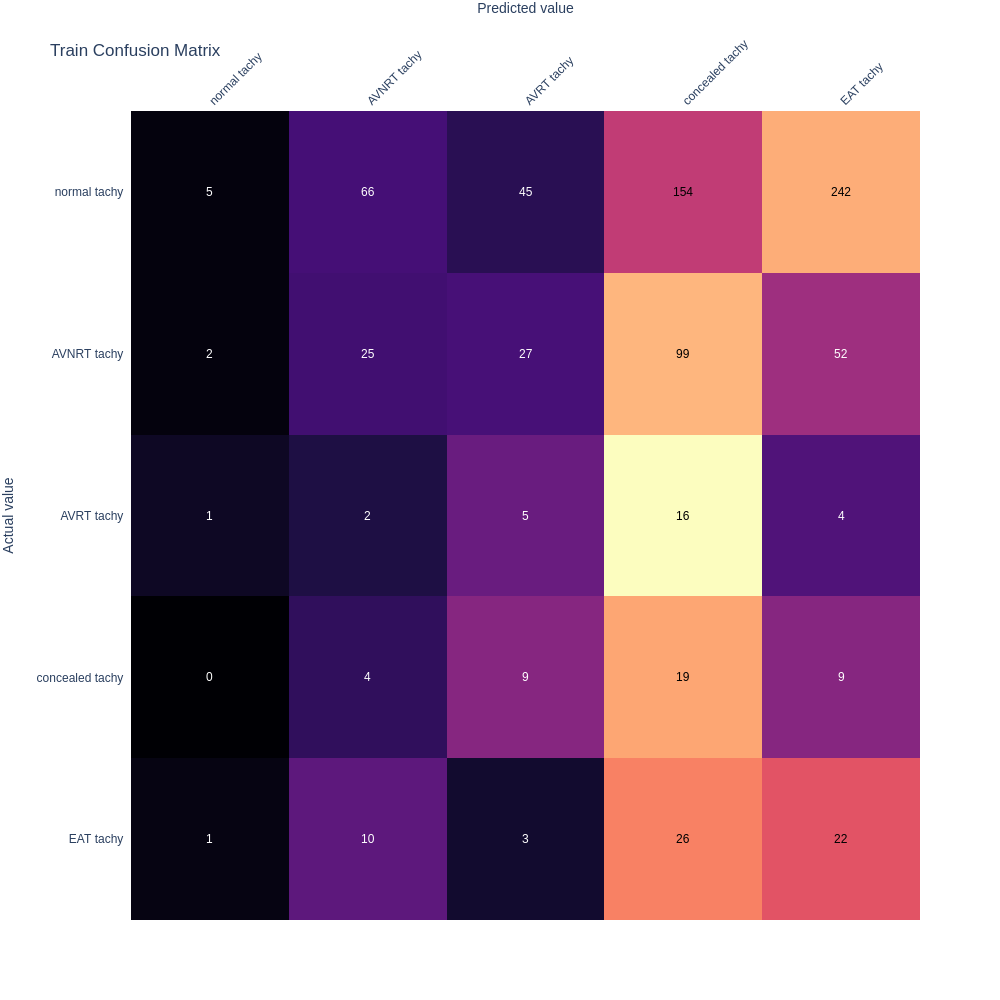 Predicted value
Train Confusion Matrix
normal tachy AVNRT tachy AVRT tachy concealed tachy EAT tachy
normal tachy 5 66 45 154 242
AVNRT tachy 2 25 27 99 52
Actual value
AVRT tachy 1 2 5 16 4
concealed tachy 0 4 9 19 9
EAT tachy 1 10 3 26 22